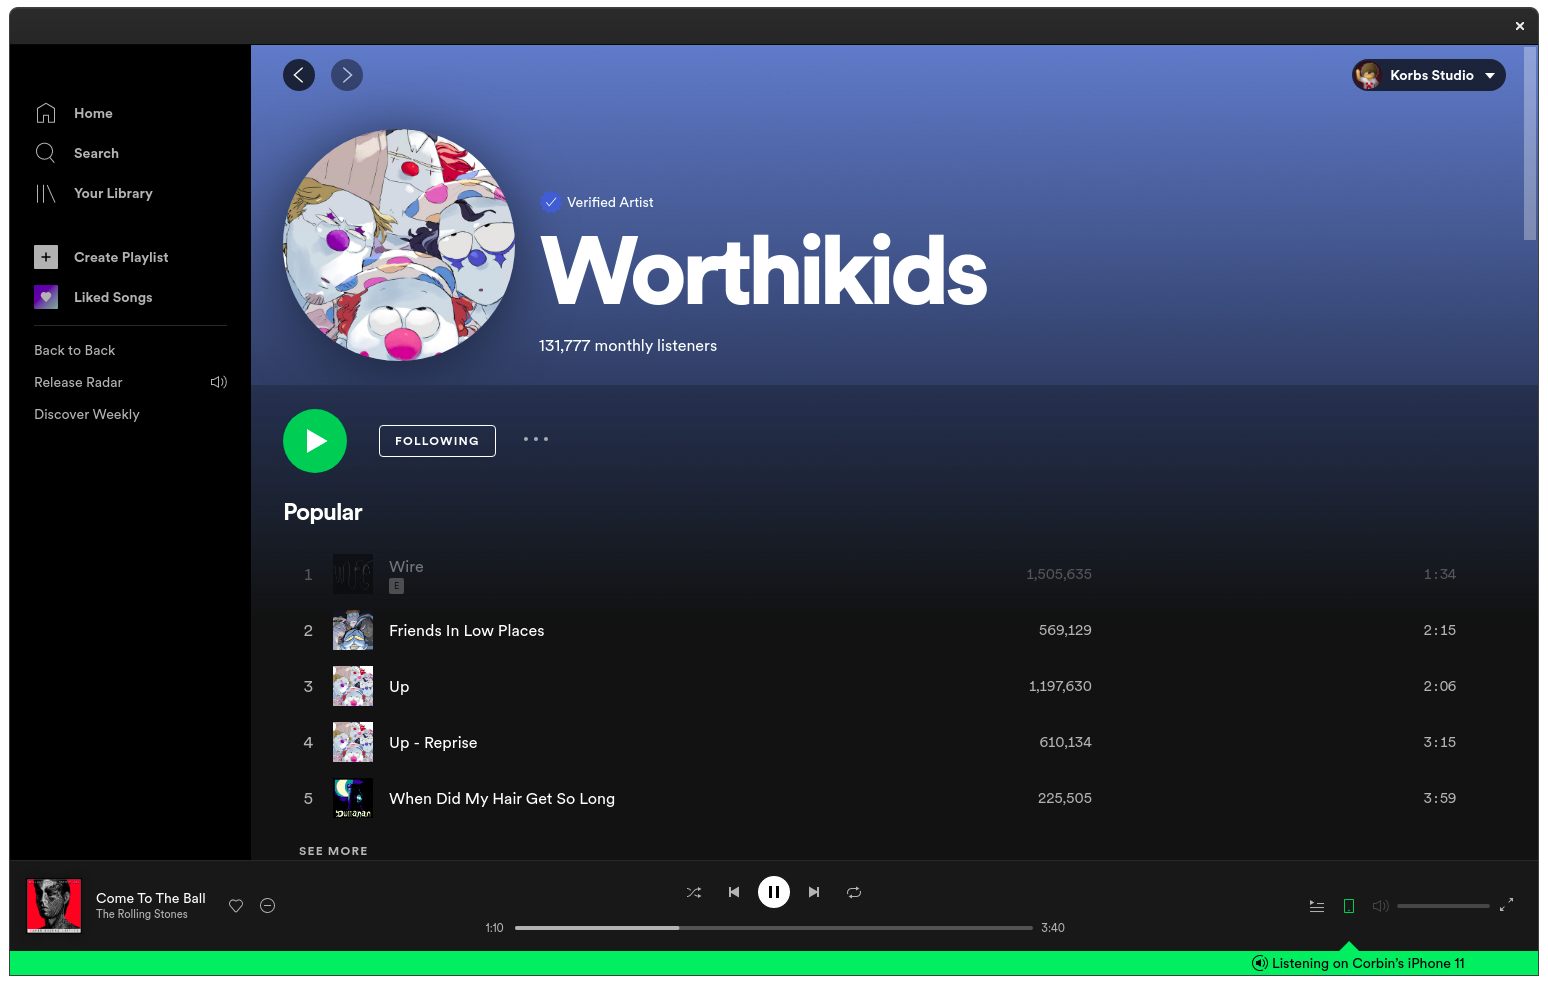 Korbs Studio
Home
Search
Your Library
Create Playlist
Liked Songs
Back to Back
Release Radar
Discover Weekly
Verified Artist
Worthikids
131,777 monthly listeners
FOLLOWING
Popular
1 Wire E 1,505,635 1:34
2 Friends In Low Places 569,129 2:15
3 Up 1,197,630 2:06
4 Up - Reprise 610,134 3:15
5 When Did My Hair Get So Long 225,505 3:59
SEE MORE
Come To The Ball
The Rolling Stones
1:10 3:40
Listening on Corbin's iPhone 11